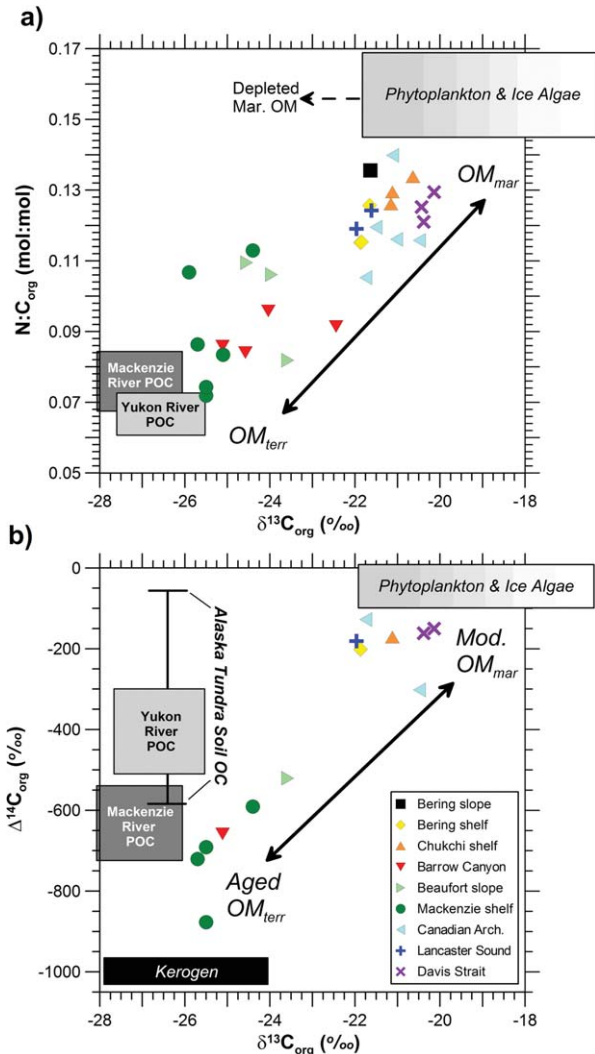 a)
0.17
0.15
0.13
0.11
0.09
0.07
0.05
N:Corg (mol:mol)
Depleted
Mar. OM
Phytoplankton & Ice Algae
OMmar
Mackenzie
River POC
Yukon River
POC
OMterr
-28 -26 -24 -22 -20 -18
δ13Corg (o/oo)
b)
0
-200
-400
-600
-800
-1000
Δ14Corg (o/oo)
Phytoplankton & Ice Algae
Alaska Tundra Soil OC
Mod.
OMmar
Yukon
River
POC
Mackenzie
River
POC
Aged
OMterr
Kerogen
Bering slope
Bering shelf
Chukchi shelf
Barrow Canyon
Beaufort slope
Mackenzie shelf
Canadian Arch.
Lancaster Sound
Davis Strait
-28 -26 -24 -22 -20 -18
δ13Corg (o/oo)